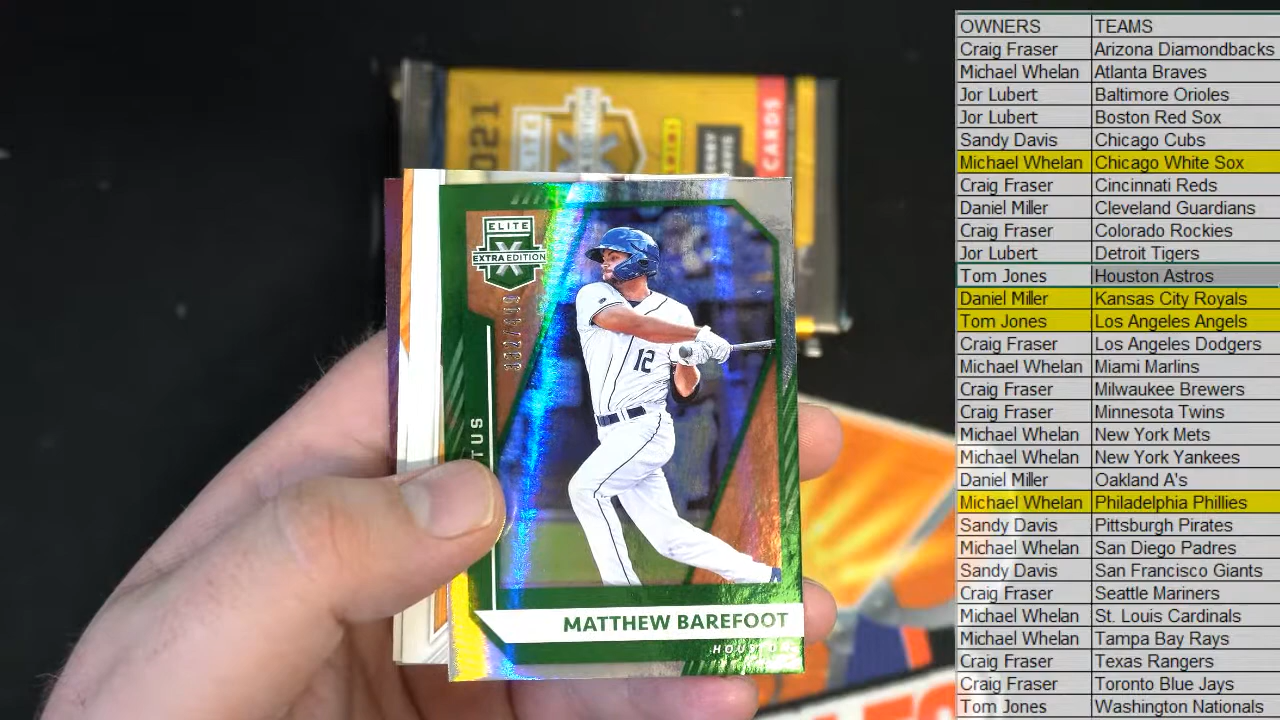 2021
ELITE
CARDS
ELITE
X
EXTRA EDITION
12
TUS
MATTHEW BAREFOOT
HOUSTON
OWNERS TEAMS
Craig Fraser Arizona Diamondbacks
Michael Whelan Atlanta Braves
Jor Lubert Baltimore Orioles
Jor Lubert Boston Red Sox
Sandy Davis Chicago Cubs
Michael Whelan Chicago White Sox
Craig Fraser Cincinnati Reds
Daniel Miller Cleveland Guardians
Craig Fraser Colorado Rockies
Jor Lubert Detroit Tigers
Tom Jones Houston Astros
Daniel Miller Kansas City Royals
Tom Jones Los Angeles Angels
Craig Fraser Los Angeles Dodgers
Michael Whelan Miami Marlins
Craig Fraser Milwaukee Brewers
Craig Fraser Minnesota Twins
Michael Whelan New York Mets
Michael Whelan New York Yankees
Daniel Miller Oakland A's
Michael Whelan Philadelphia Phillies
Sandy Davis Pittsburgh Pirates
Michael Whelan San Diego Padres
Sandy Davis San Francisco Giants
Craig Fraser Seattle Mariners
Michael Whelan St. Louis Cardinals
Michael Whelan Tampa Bay Rays
Craig Fraser Texas Rangers
Craig Fraser Toronto Blue Jays
Tom Jones Washington Nationals